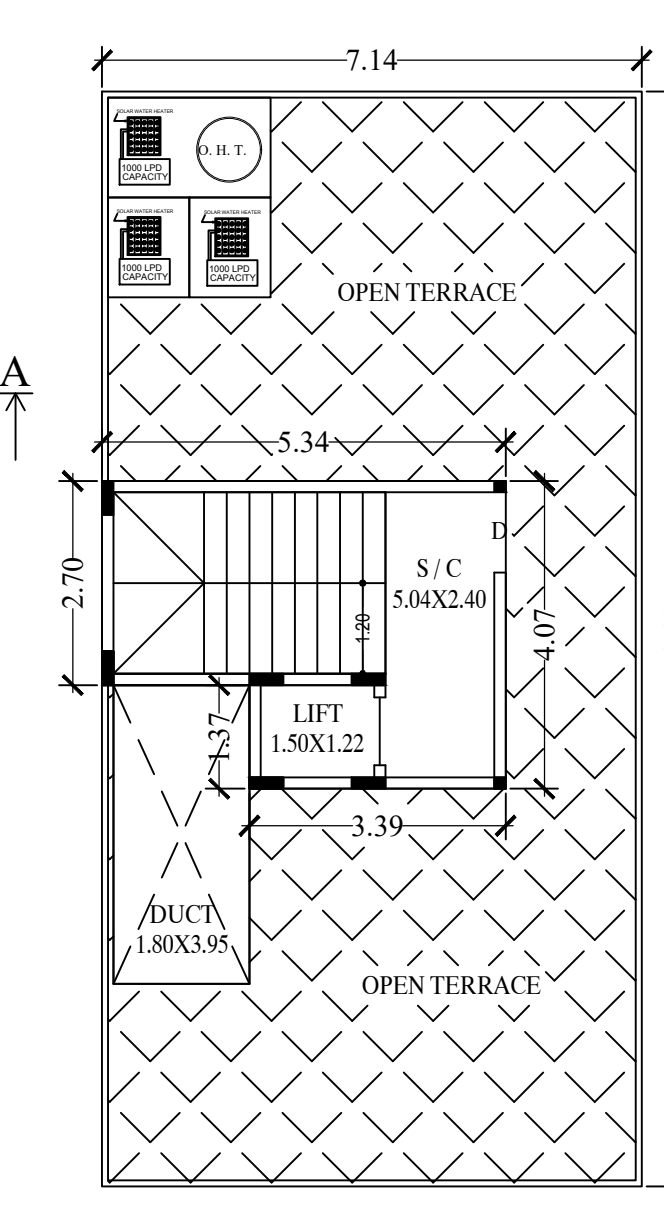 7.14
SOLAR WATER HEATER
1000 LPD
CAPACITY
O. H. T.
SOLAR WATER HEATER
1000 LPD
CAPACITY
SOLAR WATER HEATER
1000 LPD
CAPACITY
OPEN TERRACE
A
5.34
D
2.70
S / C
5.04X2.40
1.20
4.07
1.37
LIFT
1.50X1.22
3.39
DUCT
1.80X3.95
OPEN TERRACE